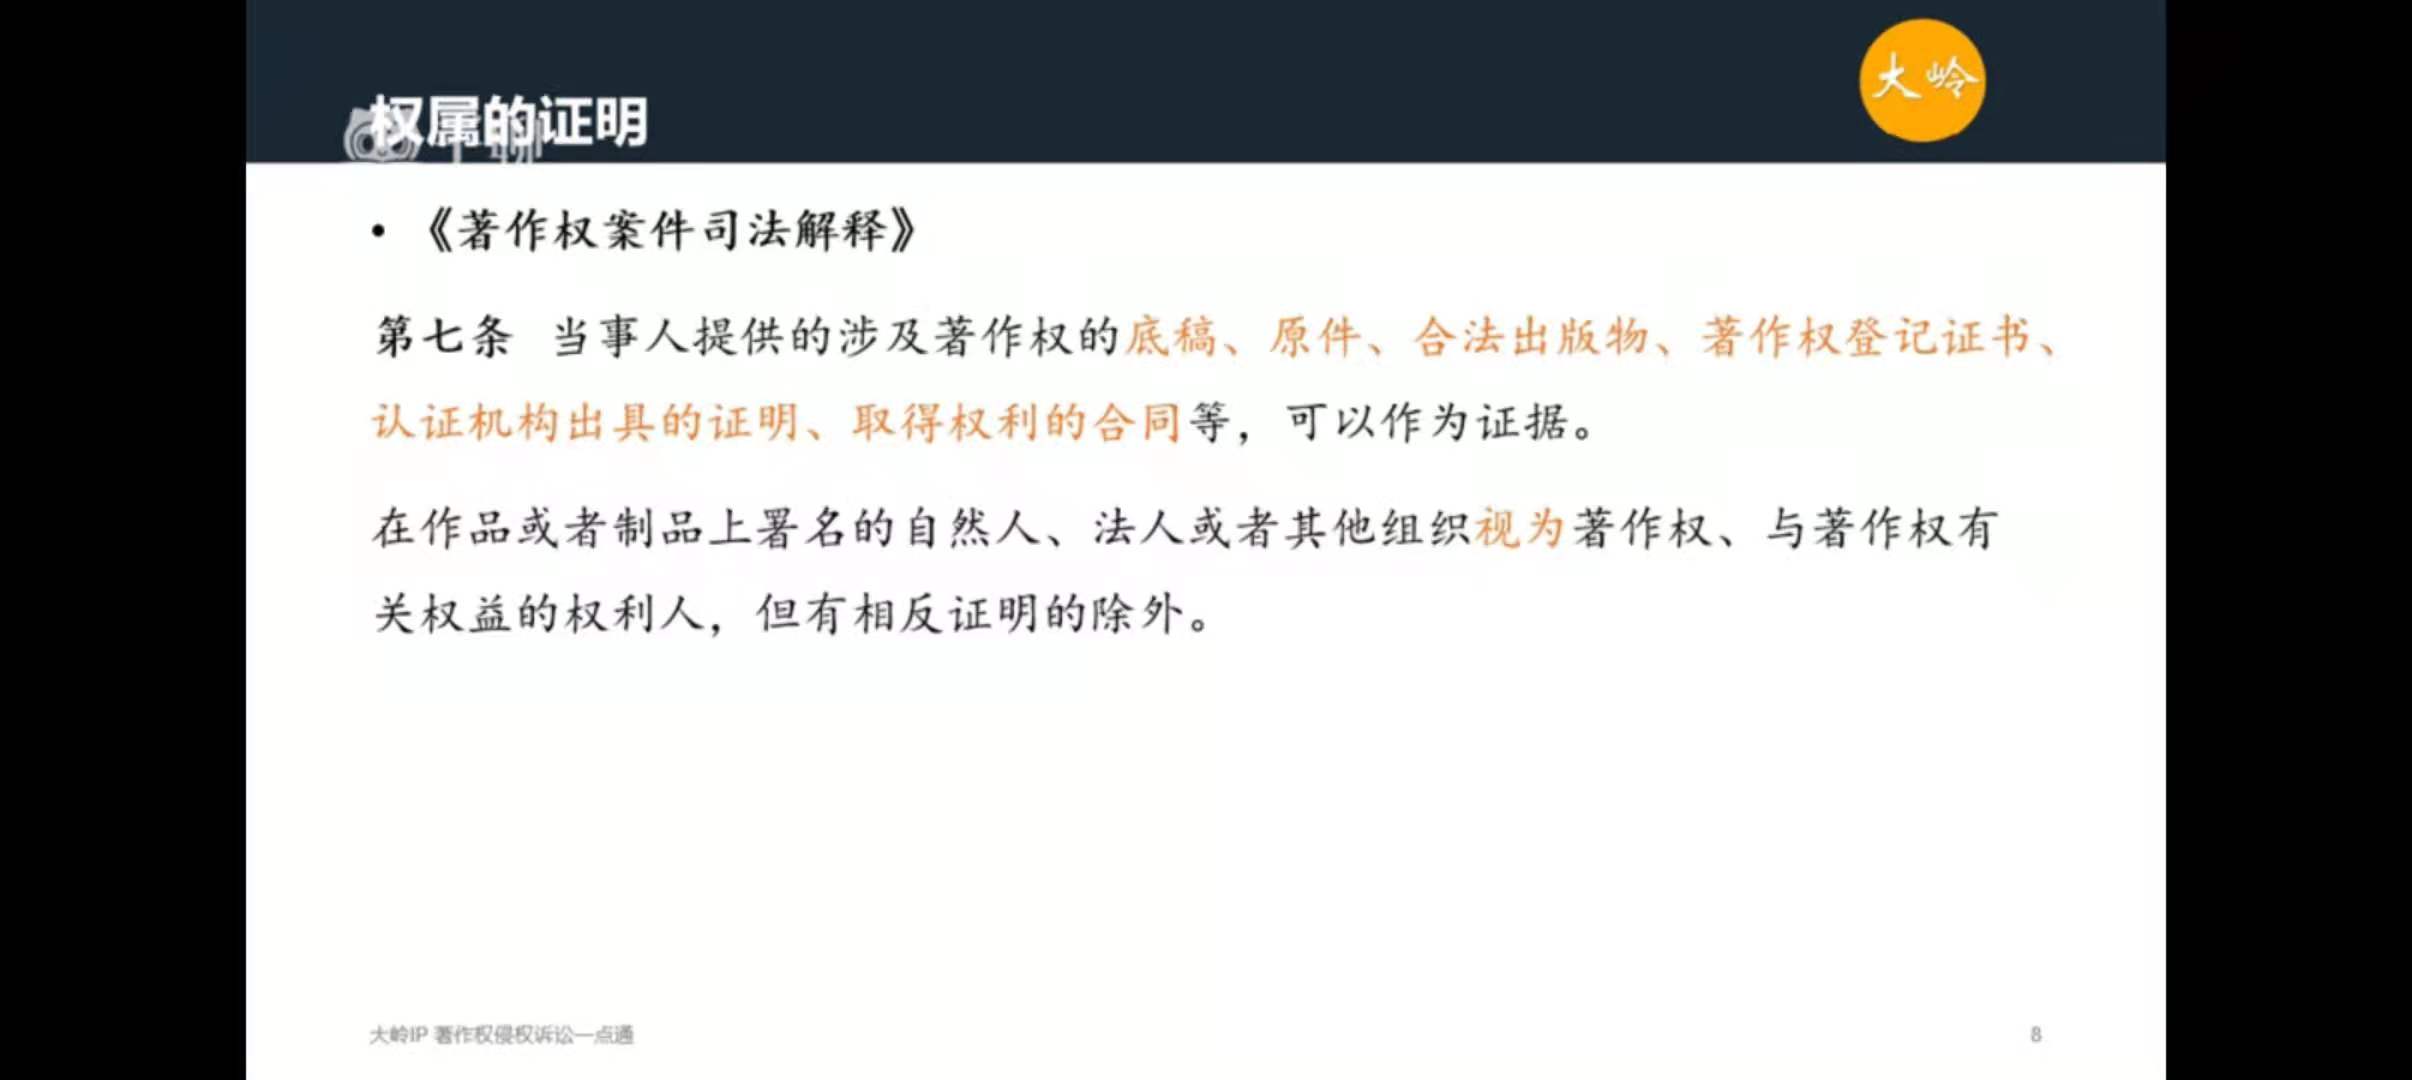 大岭
权属的证明
• 《著作权案件司法解释》
第七条 当事人提供的涉及著作权的底稿、原件、合法出版物、著作权登记证书、
认证机构出具的证明、取得权利的合同等，可以作为证据。
在作品或者制品上署名的自然人、法人或者其他组织视为著作权、与著作权有
关权益的权利人，但有相反证明的除外。
大岭IP 著作权侵权诉讼一点通
8